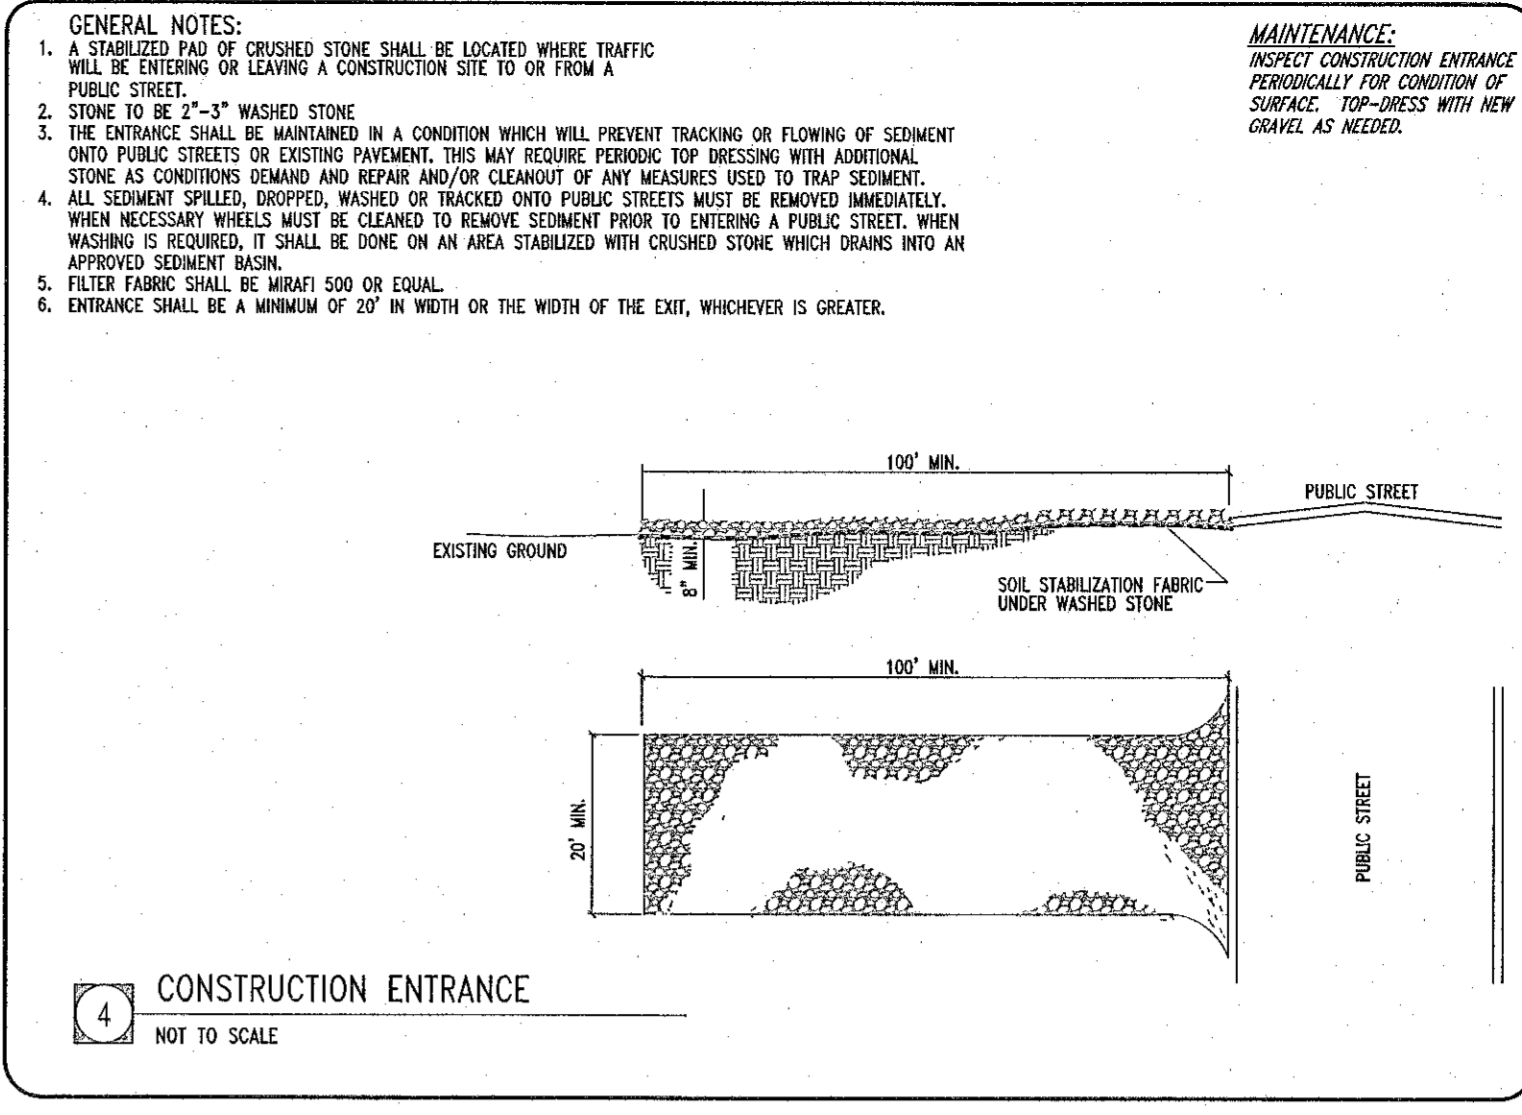 GENERAL NOTES:
1. A STABILIZED PAD OF CRUSHED STONE SHALL BE LOCATED WHERE TRAFFIC
WILL BE ENTERING OR LEAVING A CONSTRUCTION SITE TO OR FROM A
PUBLIC STREET.
2. STONE TO BE 2"-3" WASHED STONE
3. THE ENTRANCE SHALL BE MAINTAINED IN A CONDITION WHICH WILL PREVENT TRACKING OR FLOWING OF SEDIMENT
ONTO PUBLIC STREETS OR EXISTING PAVEMENT. THIS MAY REQUIRE PERIODIC TOP DRESSING WITH ADDITIONAL
STONE AS CONDITIONS DEMAND AND REPAIR AND/OR CLEANOUT OF ANY MEASURES USED TO TRAP SEDIMENT.
4. ALL SEDIMENT SPILLED, DROPPED, WASHED OR TRACKED ONTO PUBLIC STREETS MUST BE REMOVED IMMEDIATELY.
WHEN NECESSARY WHEELS MUST BE CLEANED TO REMOVE SEDIMENT PRIOR TO ENTERING A PUBLIC STREET. WHEN
WASHING IS REQUIRED, IT SHALL BE DONE ON AN AREA STABILIZED WITH CRUSHED STONE WHICH DRAINS INTO AN
APPROVED SEDIMENT BASIN.
5. FILTER FABRIC SHALL BE MIRAFI 500 OR EQUAL.
6. ENTRANCE SHALL BE A MINIMUM OF 20' IN WIDTH OR THE WIDTH OF THE EXIT, WHICHEVER IS GREATER.
MAINTENANCE:
INSPECT CONSTRUCTION ENTRANCE
PERIODICALLY FOR CONDITION OF
SURFACE. TOP-DRESS WITH NEW
GRAVEL AS NEEDED.
100' MIN.
PUBLIC STREET
EXISTING GROUND
8" MIN.
SOIL STABILIZATION FABRIC
UNDER WASHED STONE
100' MIN.
20' MIN.
PUBLIC STREET
4
CONSTRUCTION ENTRANCE
NOT TO SCALE